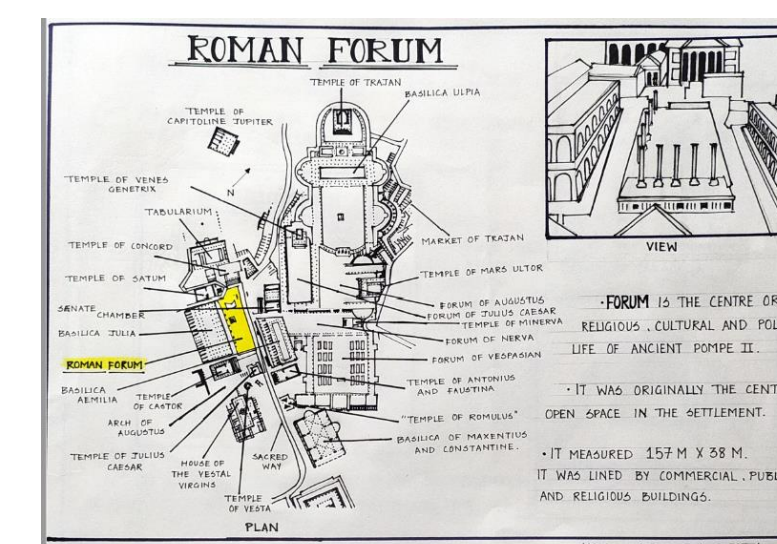 ROMAN FORUM
TEMPLE OF TRAJAN
BASILICA ULPIA
TEMPLE OF
CAPITOLINE JUPITER
N
TEMPLE OF VENES
GENETRIX
TABULARIUM
TEMPLE OF CONCORD
TEMPLE OF SATUM
SENATE
CHAMBER
BASILICA JULIA
ROMAN FORUM
BASILICA
AEMILIA
TEMPLE
OF CASTOR
ARCH OF
AUGUSTUS
TEMPLE OF JULIUS
CAESAR
HOUSE OF
THE VESTAL
VIRGINS
TEMPLE
OF VESTA
SACRED
WAY
MARKET OF TRAJAN
TEMPLE OF MARS ULTOR
FORUM OF AUGUSTUS
FORUM OF JULIUS CAESAR
TEMPLE OF MINERVA
FORUM OF NERVA
FORUM OF VESPASIAN
TEMPLE OF ANTONIUS
AND FAUSTINA
"TEMPLE OF ROMULUS"
BASILICA OF MAXENTIUS
AND CONSTANTINE.
PLAN
VIEW
·FORUM IS THE CENTRE OR
RELIGIOUS, CULTURAL AND POL
LIFE OF ANCIENT POMPE II.
·IT WAS ORIGINALLY THE CENT
OPEN SPACE IN THE SETTLEMENT.
·IT MEASURED 157 M X 38 M.
IT WAS LINED BY COMMERCIAL, PUBL
AND RELIGIOUS BUILDINGS.